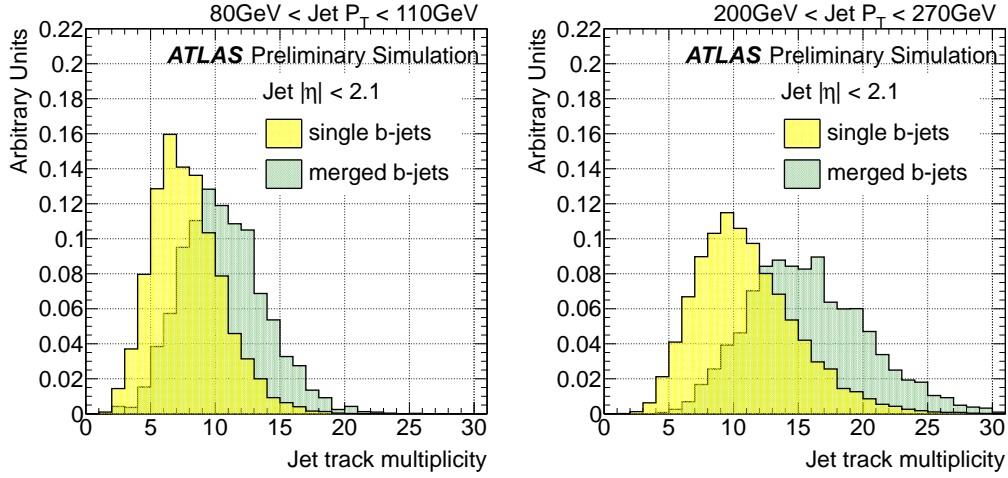 80GeV < Jet P_T < 110GeV
Arbitrary Units
0.22
0.2
0.18
0.16
0.14
0.12
0.1
0.08
0.06
0.04
0.02
0
ATLAS Preliminary Simulation
Jet |η| < 2.1
single b-jets
merged b-jets
0 5 10 15 20 25 30
Jet track multiplicity
200GeV < Jet P_T < 270GeV
Arbitrary Units
0.22
0.2
0.18
0.16
0.14
0.12
0.1
0.08
0.06
0.04
0.02
0
ATLAS Preliminary Simulation
Jet |η| < 2.1
single b-jets
merged b-jets
0 5 10 15 20 25 30
Jet track multiplicity